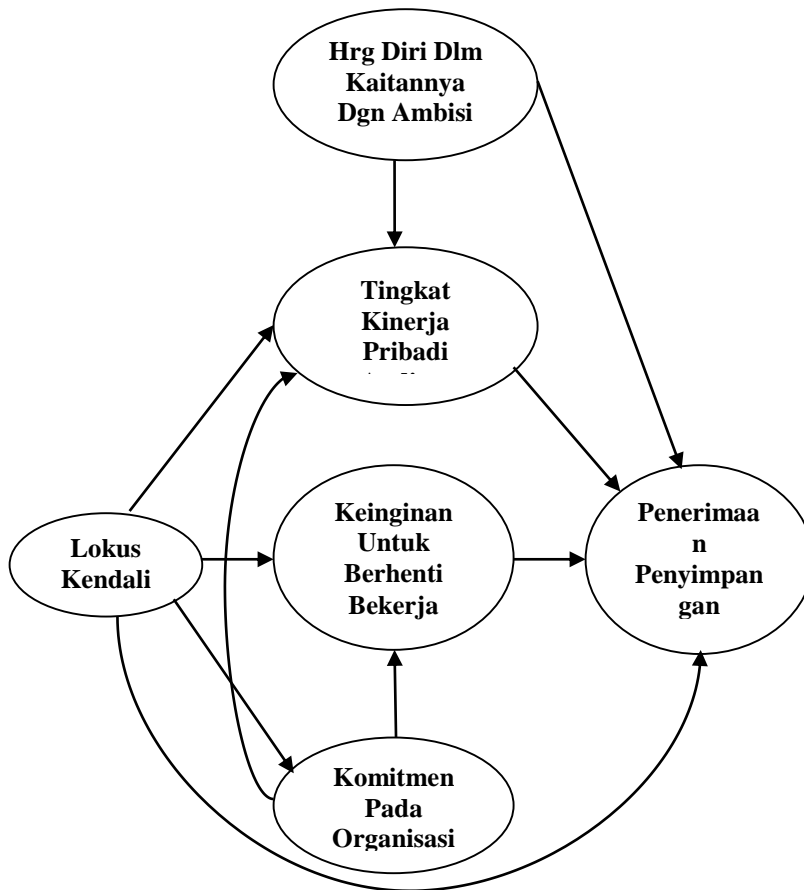 Hrg Diri Dlm
Kaitannya
Dgn Ambisi
Tingkat
Kinerja
Pribadi
Lokus
Kendali
Keinginan
Untuk
Berhenti
Bekerja
Penerimaa
n
Penyimpan
gan
Komitmen
Pada
Organisasi